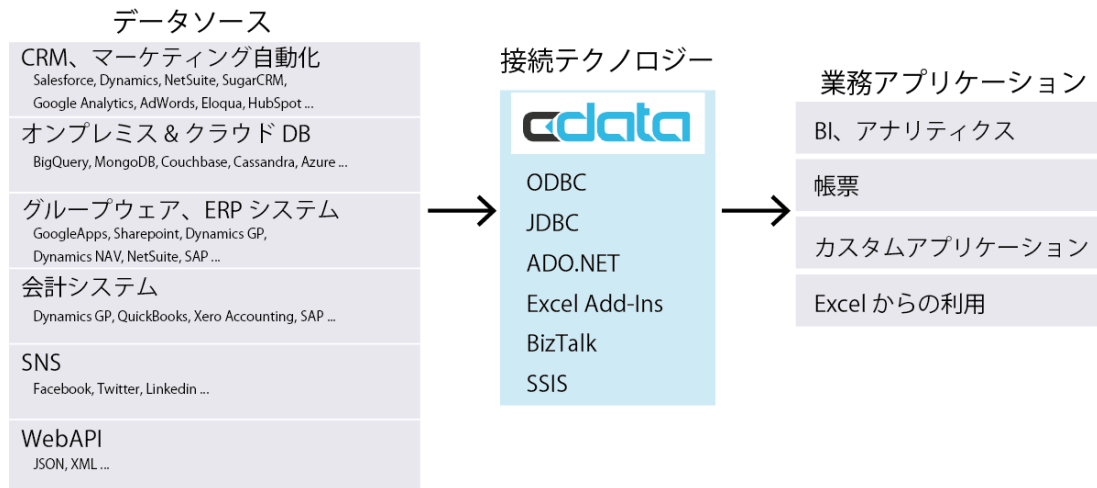 データソース
CRM、マーケティング自動化
Salesforce, Dynamics, NetSuite, SugarCRM,
Google Analytics, AdWords, Eloqua, HubSpot ...
オンプレミス & クラウド DB
BigQuery, MongoDB, Couchbase, Cassandra, Azure ...
グループウェア、ERP システム
GoogleApps, Sharepoint, Dynamics GP,
Dynamics NAV, NetSuite, SAP ...
会計システム
Dynamics GP, QuickBooks, Xero Accounting, SAP ...
SNS
Facebook, Twitter, Linkedin ...
WebAPI
JSON, XML ...
接続テクノロジー
cdata
ODBC
JDBC
ADO.NET
Excel Add-Ins
BizTalk
SSIS
業務アプリケーション
BI、アナリティクス
帳票
カスタムアプリケーション
Excel からの利用